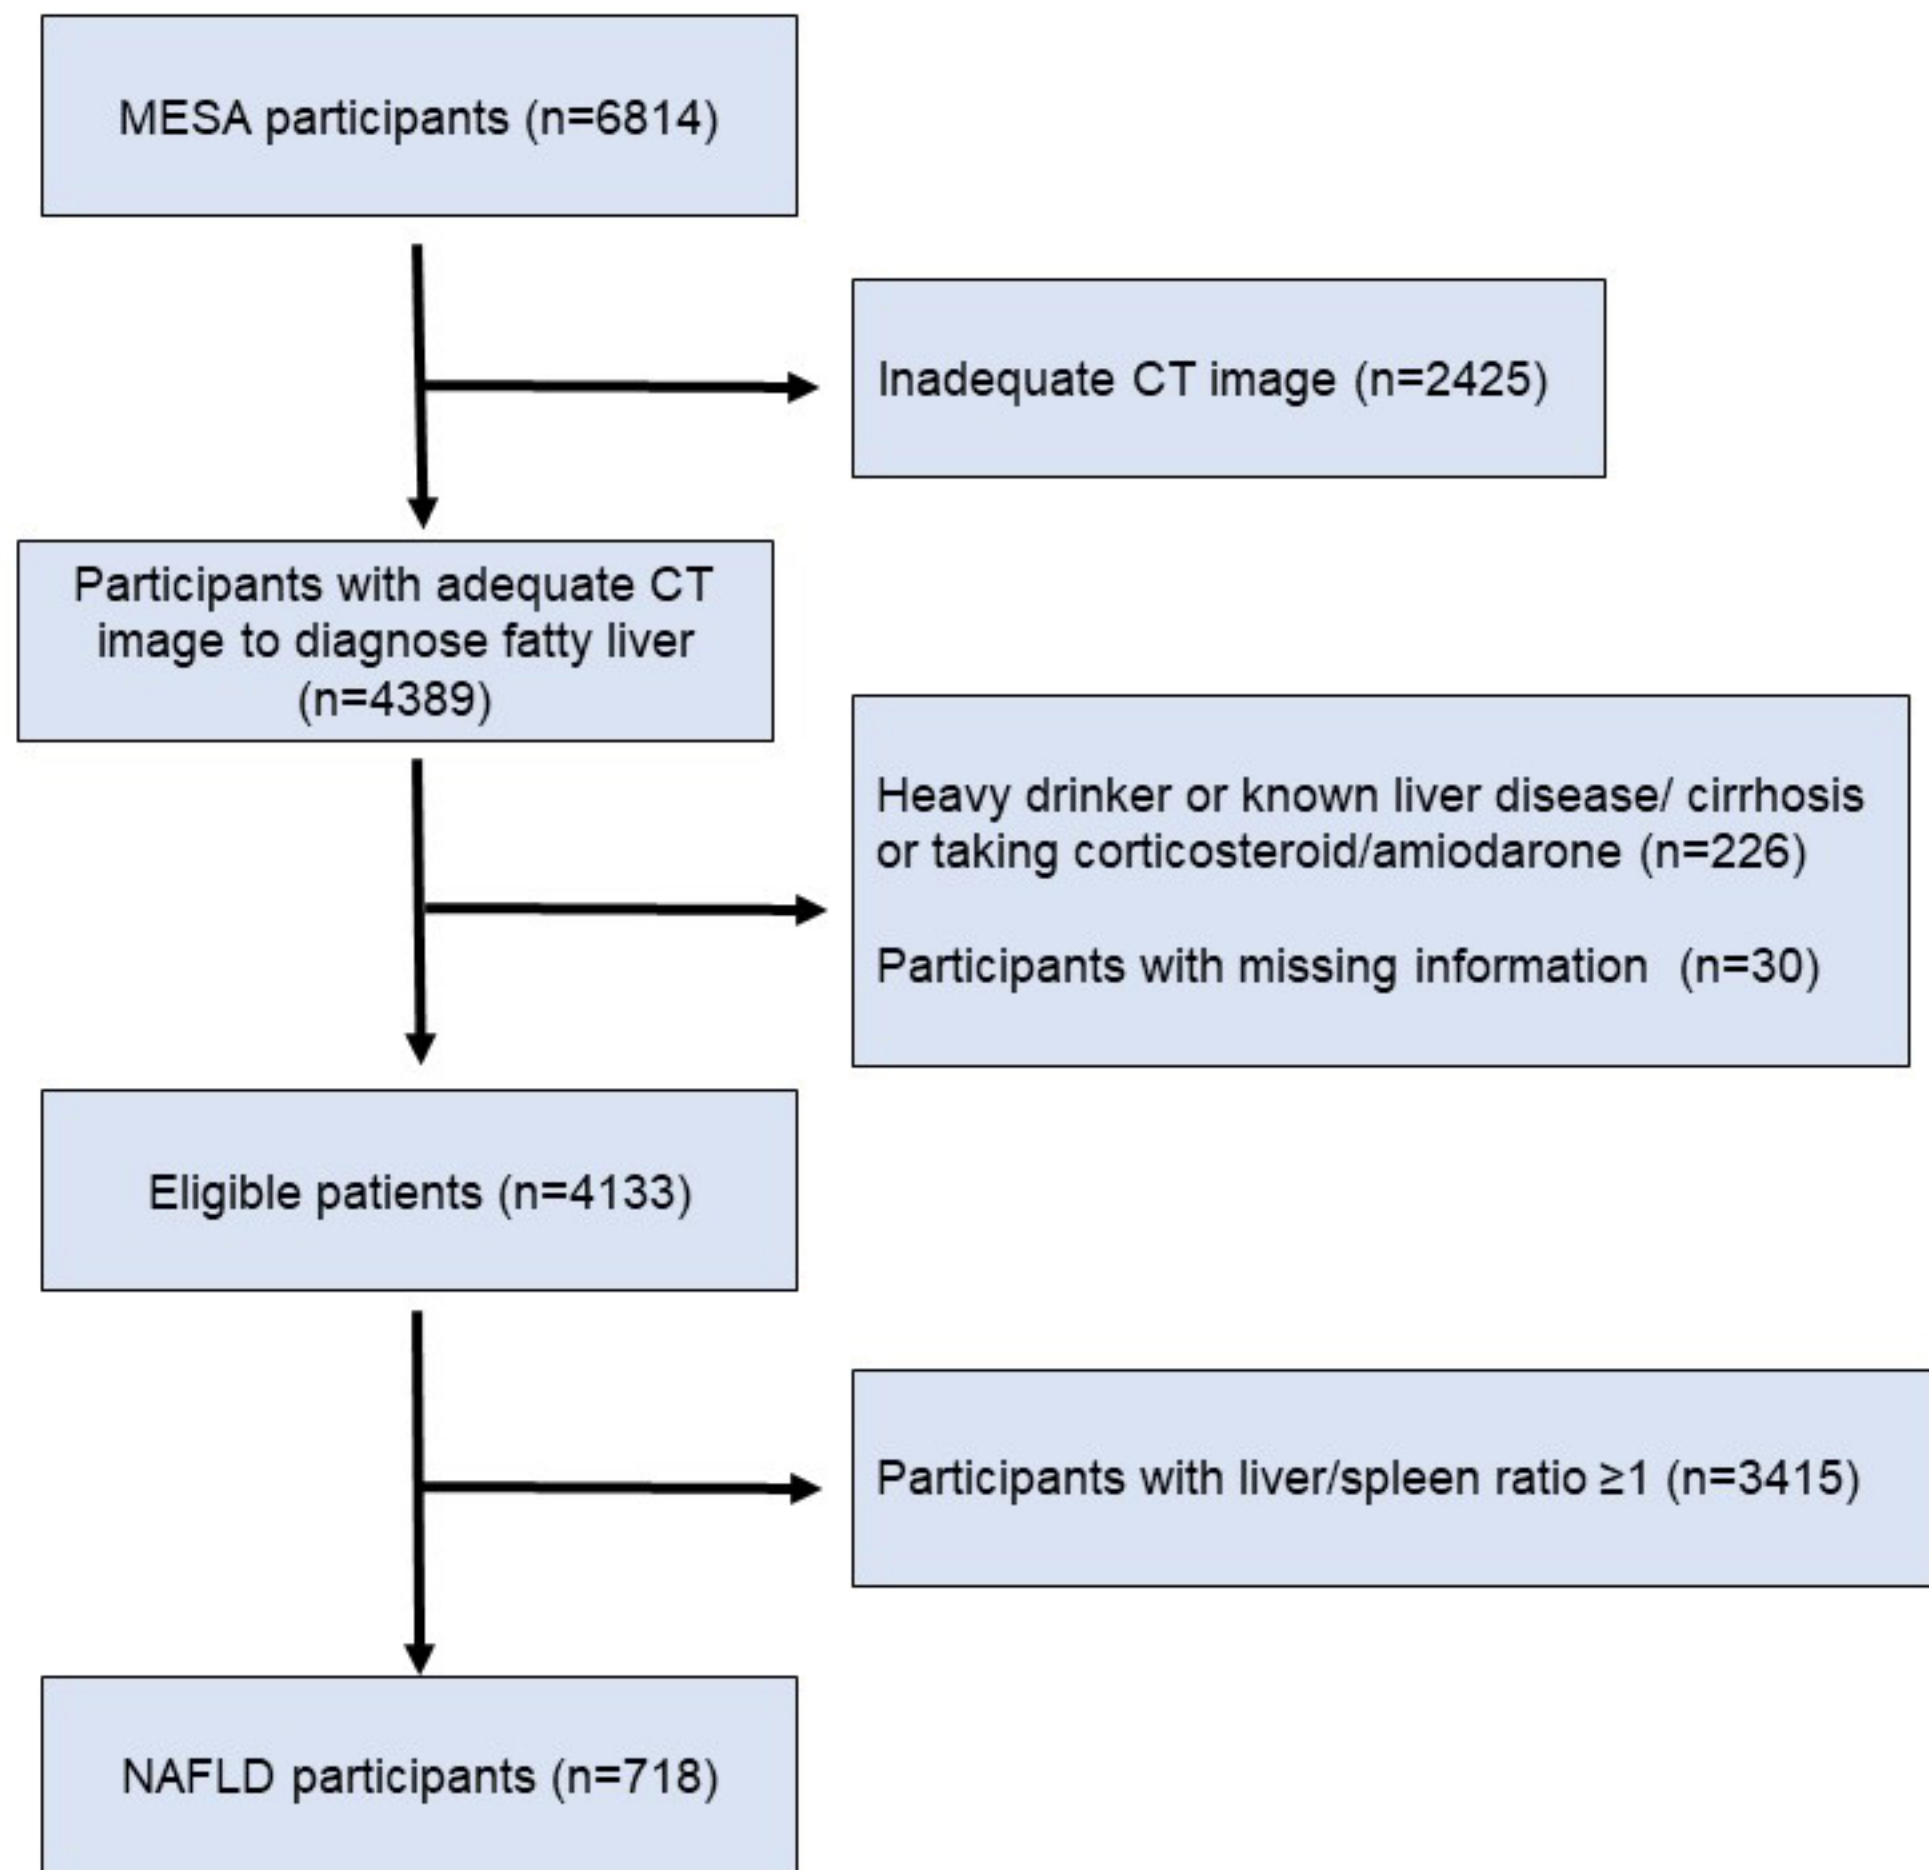 MESA participants (n=6814)
Inadequate CT image (n=2425)
Participants with adequate CT
image to diagnose fatty liver
(n=4389)
Heavy drinker or known liver disease/ cirrhosis
or taking corticosteroid/amiodarone (n=226)
Participants with missing information (n=30)
Eligible patients (n=4133)
Participants with liver/spleen ratio ≥1 (n=3415)
NAFLD participants (n=718)